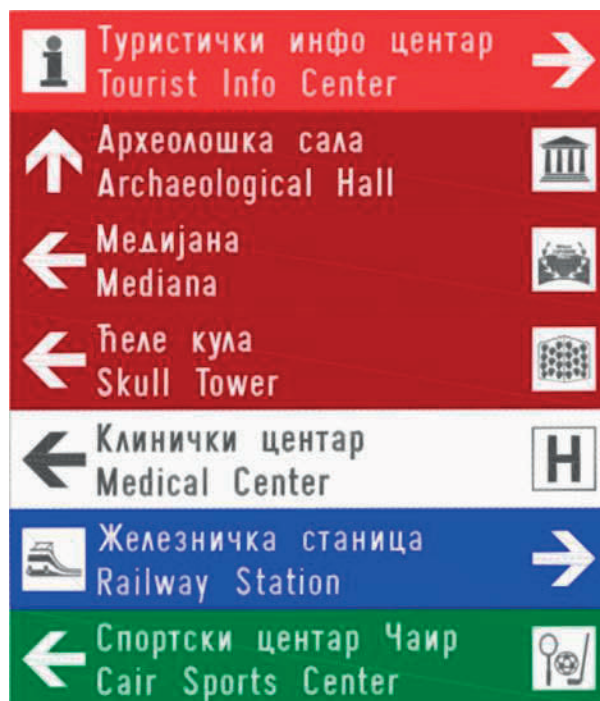 Туристички инфо центар
Tourist Info Center
Археолошка сала
Archaeological Hall
Медијана
Mediana
Ћеле кула
Skull Tower
Клинички центар
Medical Center
H
Железничка станица
Railway Station
Спортски центар Чаир
Cair Sports Center